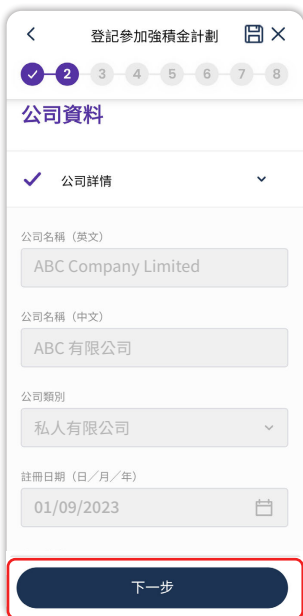 登記參加強積金計劃
2 3 4 5 6 7 8
公司資料
公司詳情
公司名稱（英文）
ABC Company Limited
公司名稱（中文）
ABC 有限公司
公司類別
私人有限公司
註冊日期（日／月／年）
01/09/2023
下一步